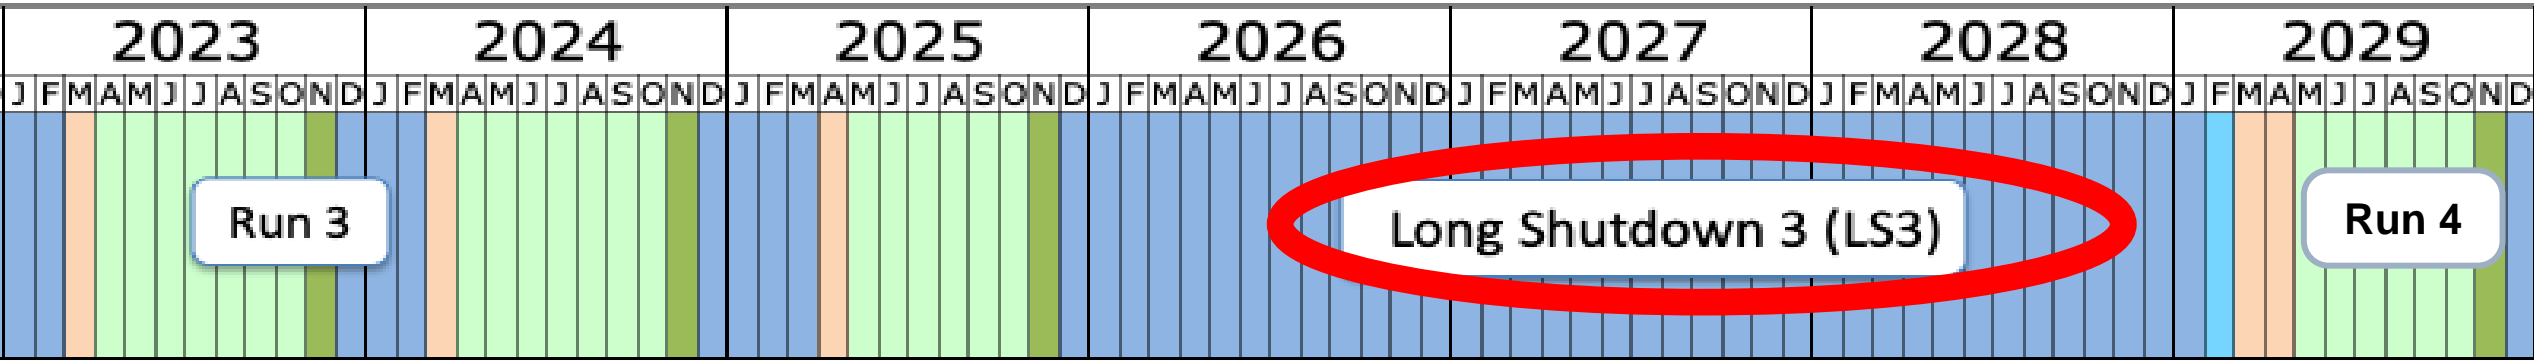 2023 2024 2025 2026 2027 2028 2029
J F M A M J J A S O N D J F M A M J J A S O N D J F M A M J J A S O N D J F M A M J J A S O N D J F M A M J J A S O N D J F M A M J J A S O N D J F M A M J J A S O N D
Run 3
Long Shutdown 3 (LS3)
Run 4